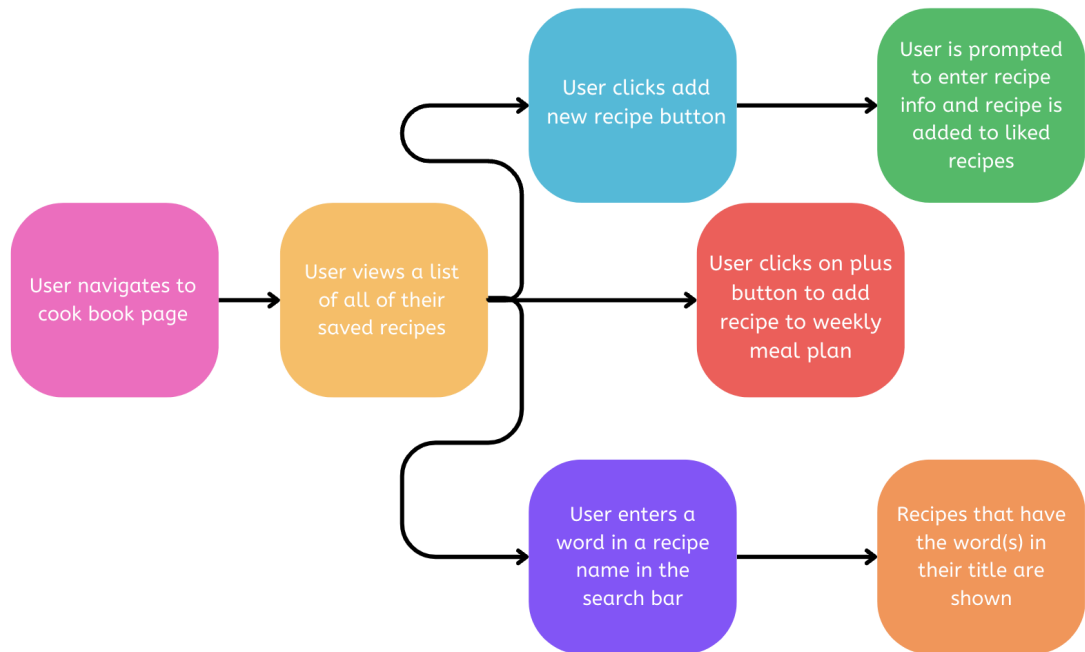 User navigates to
cook book page
User views a list
of all of their
saved recipes
User clicks add
new recipe button
User is prompted
to enter recipe
info and recipe is
added to liked
recipes
User clicks on plus
button to add
recipe to weekly
meal plan
User enters a
word in a recipe
name in the
search bar
Recipes that have
the word(s) in
their title are
shown